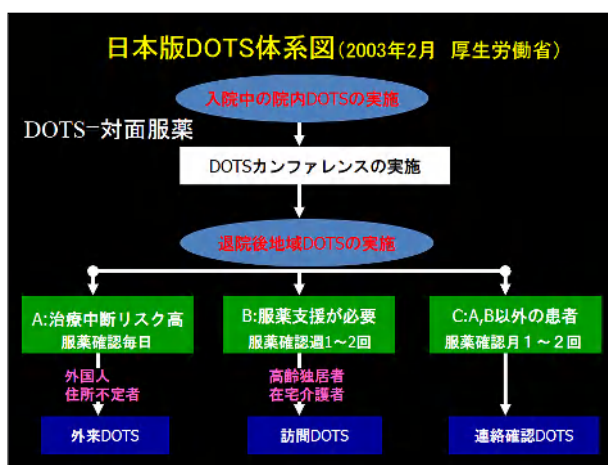 日本版DOTS体系図(2003年2月 厚生労働省)
入院中の院内DOTSの実施
DOTS-対面服薬
DOTSカンファレンスの実施
退院後地域DOTSの実施
A:治療中断リスク高
服薬確認毎日
B:服薬支援が必要
服薬確認週1~2回
C:A,B以外の患者
服薬確認月1~2回
外国人
住所不定者
高齢独居者
在宅介護者
外来DOTS
訪問DOTS
連絡確認DOTS